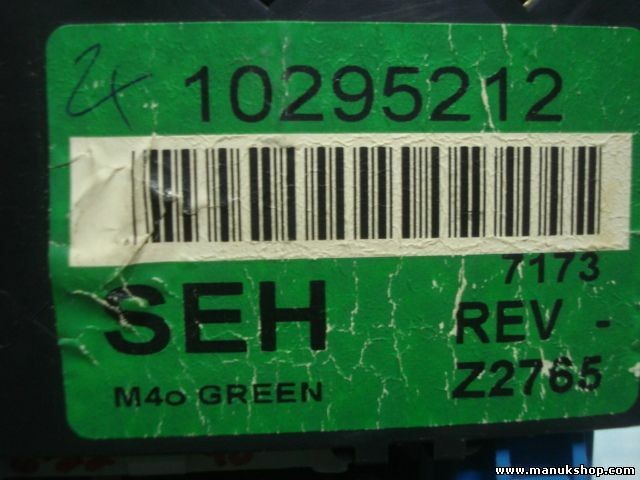 24 10295212
7173
SEH REV -
M4o GREEN Z2765
www.manukshop.com